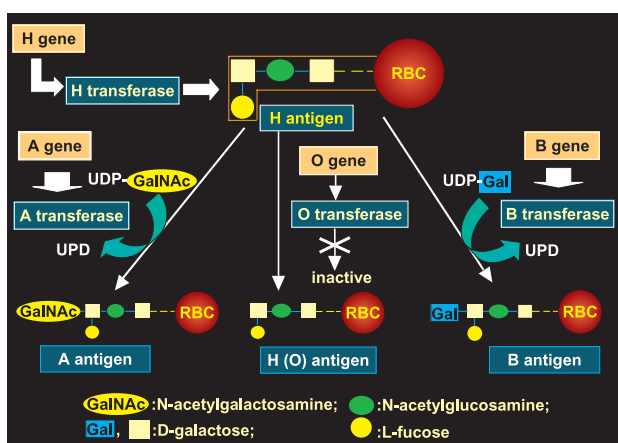 H gene
H transferase
RBC
H antigen
A gene
O gene
B gene
UDP-GalNAc
UDP-Gal
A transferase
O transferase
B transferase
UPD
inactive
UPD
GalNAc
RBC
RBC
Gal
RBC
A antigen
H (O) antigen
B antigen
GalNAc :N-acetylgalactosamine; :N-acetylglucosamine;
Gal , :D-galactose; :L-fucose